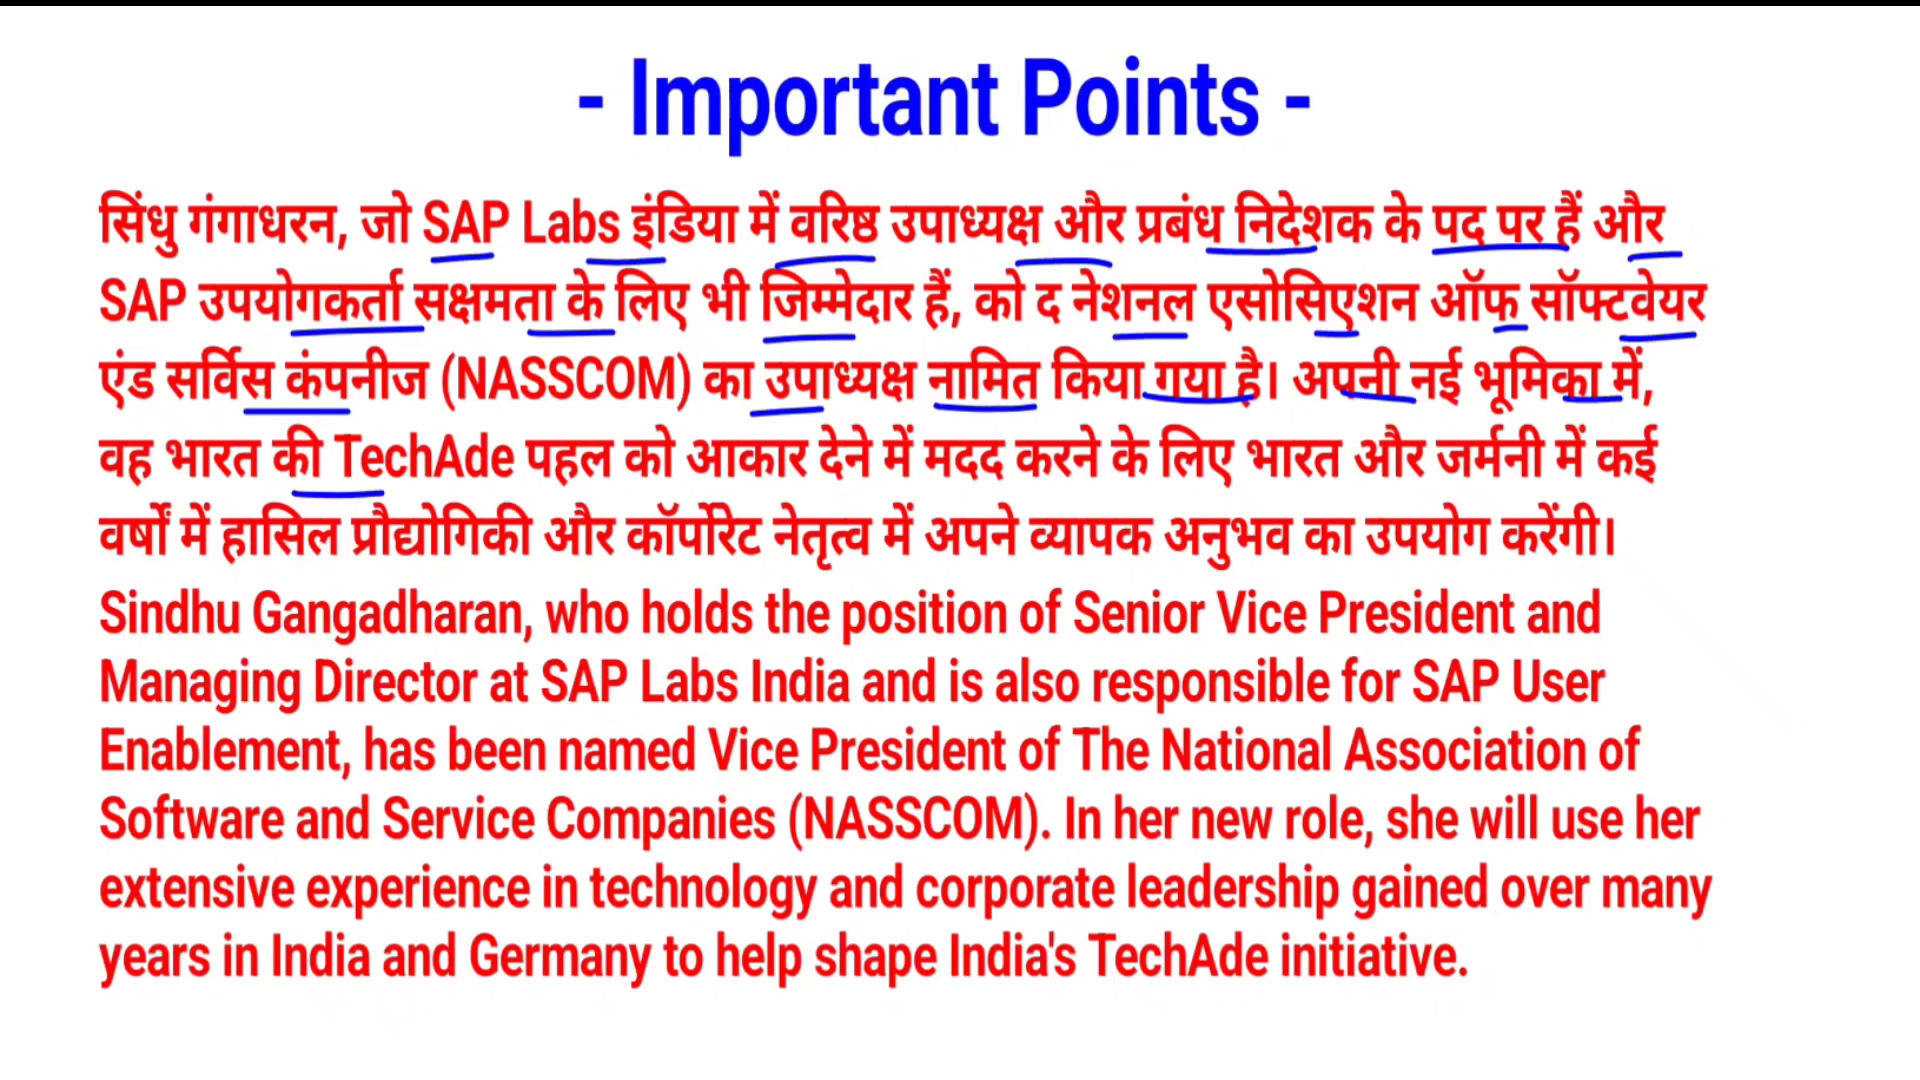 - Important Points -
सिंधु गंगाधरन, जो SAP Labs इंडिया में वरिष्ठ उपाध्यक्ष और प्रबंध निदेशक के पद पर हैं और
SAP उपयोगकर्ता सक्षमता के लिए भी जिम्मेदार हैं, को द नेशनल एसोसिएशन ऑफ सॉफ्टवेयर
एंड सर्विस कंपनीज (NASSCOM) का उपाध्यक्ष नामित किया गया है। अपनी नई भूमिका में,
वह भारत की TechAde पहल को आकार देने में मदद करने के लिए भारत और जर्मनी में कई
वर्षों में हासिल प्रौद्योगिकी और कॉर्पोरेट नेतृत्व में अपने व्यापक अनुभव का उपयोग करेंगी।
Sindhu Gangadharan, who holds the position of Senior Vice President and
Managing Director at SAP Labs India and is also responsible for SAP User
Enablement, has been named Vice President of The National Association of
Software and Service Companies (NASSCOM). In her new role, she will use her
extensive experience in technology and corporate leadership gained over many
years in India and Germany to help shape India's TechAde initiative.